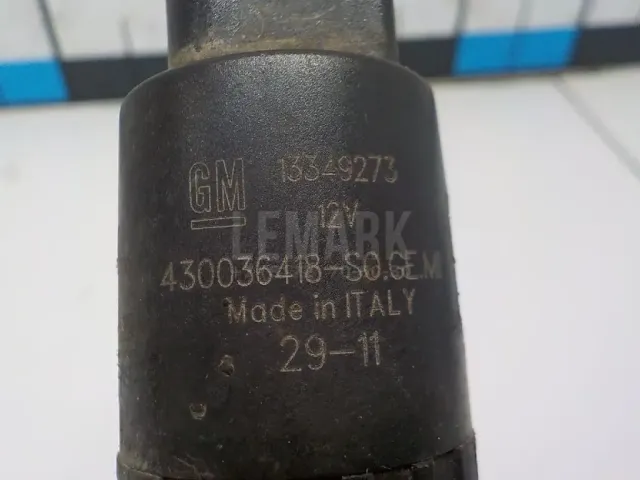 GM 13349273
12V
LEMARK
430036418-SO.GE.M
Made in ITALY
29-11